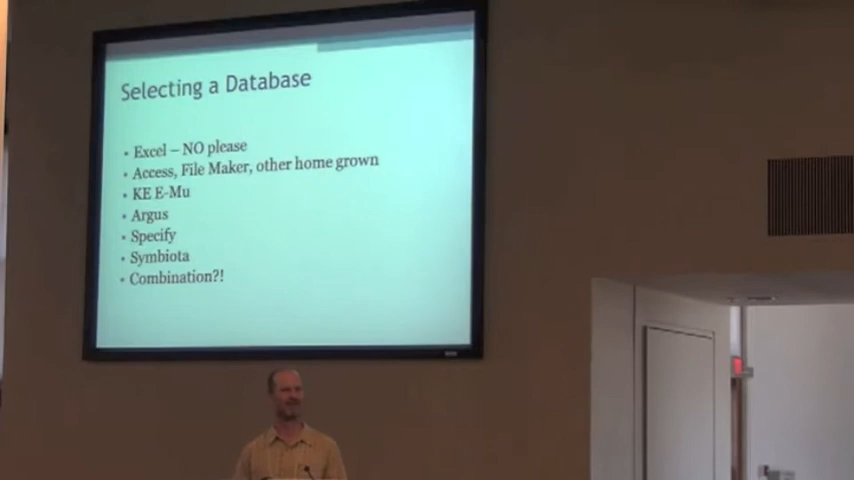 Selecting a Database
• Excel – NO please
• Access, File Maker, other home grown
• KE E-Mu
• Argus
• Specify
• Symbiota
• Combination?!